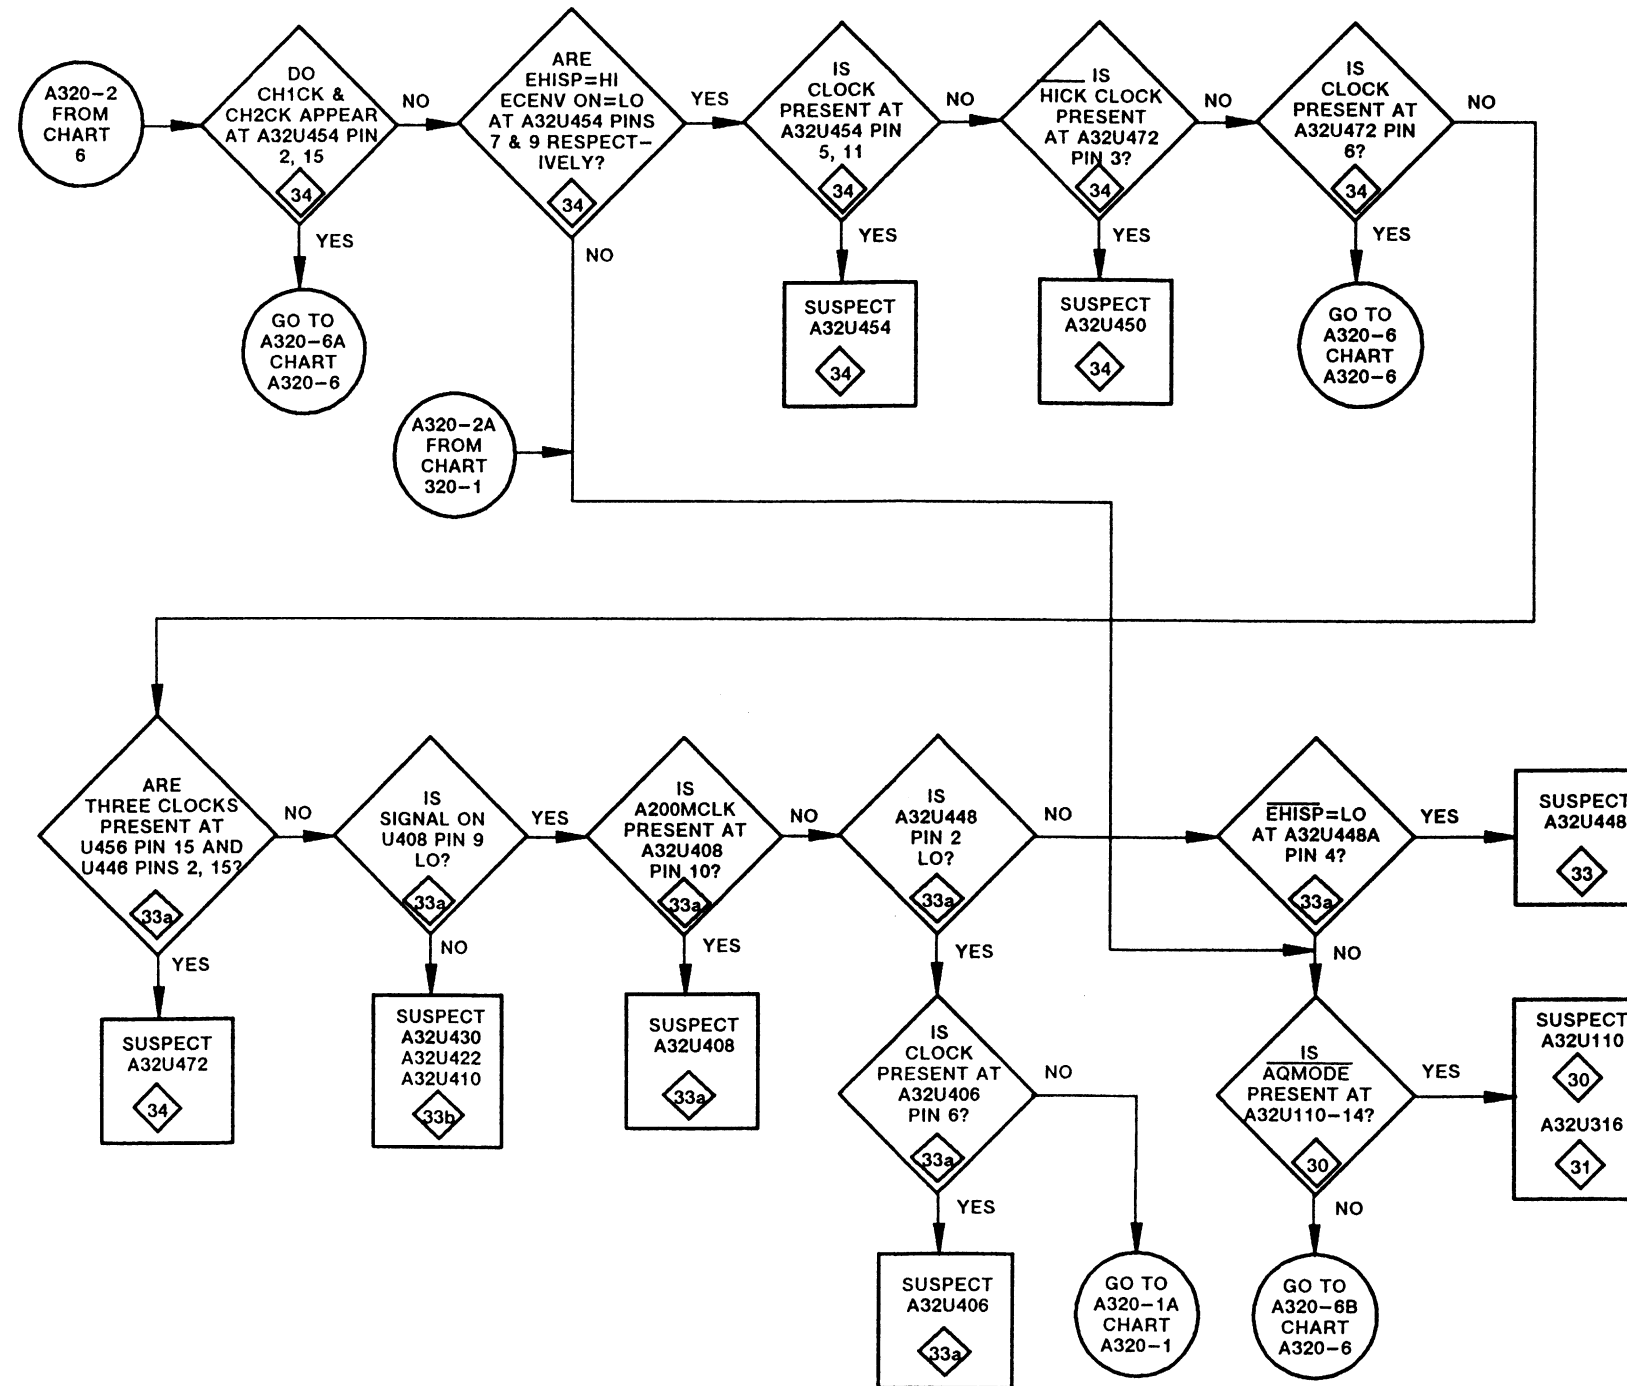 A320-2
FROM
CHART
6
DO
CH1CK &
CH2CK APPEAR
AT A32U454 PIN
2, 15
34
NO
YES
GO TO
A320-6A
CHART
A320-6
ARE
EHISP=HI
ECENV ON=LO
AT A32U454 PINS
7 & 9 RESPECT-
IVELY?
34
YES
NO
IS
CLOCK
PRESENT AT
A32U454 PIN
5, 11
34
NO
YES
SUSPECT
A32U454
34
IS
HICK CLOCK
PRESENT
AT A32U472
PIN 3?
34
NO
YES
SUSPECT
A32U450
34
IS
CLOCK
PRESENT AT
A32U472 PIN
6?
34
NO
YES
GO TO
A320-6
CHART
A320-6
A320-2A
FROM
CHART
320-1
ARE
THREE CLOCKS
PRESENT AT
U456 PIN 15 AND
U446 PINS 2, 15?
33a
NO
YES
SUSPECT
A32U472
34
IS
SIGNAL ON
U408 PIN 9
LO?
33a
YES
NO
SUSPECT
A32U430
A32U422
A32U410
33b
IS
A200MCLK
PRESENT AT
A32U408
PIN 10?
33a
NO
YES
SUSPECT
A32U408
33a
IS
A32U448
PIN 2
LO?
33a
NO
YES
IS
CLOCK
PRESENT AT
A32U406
PIN 6?
33a
NO
YES
SUSPECT
A32U406
33a
GO TO
A320-1A
CHART
A320-1
EHISP=LO
AT A32U448A
PIN 4?
33a
YES
NO
SUSPECT
A32U448
33
IS
AQMODE
PRESENT AT
A32U110-14?
30
YES
NO
SUSPECT
A32U110
30
A32U316
31
GO TO
A320-6B
CHART
A320-6